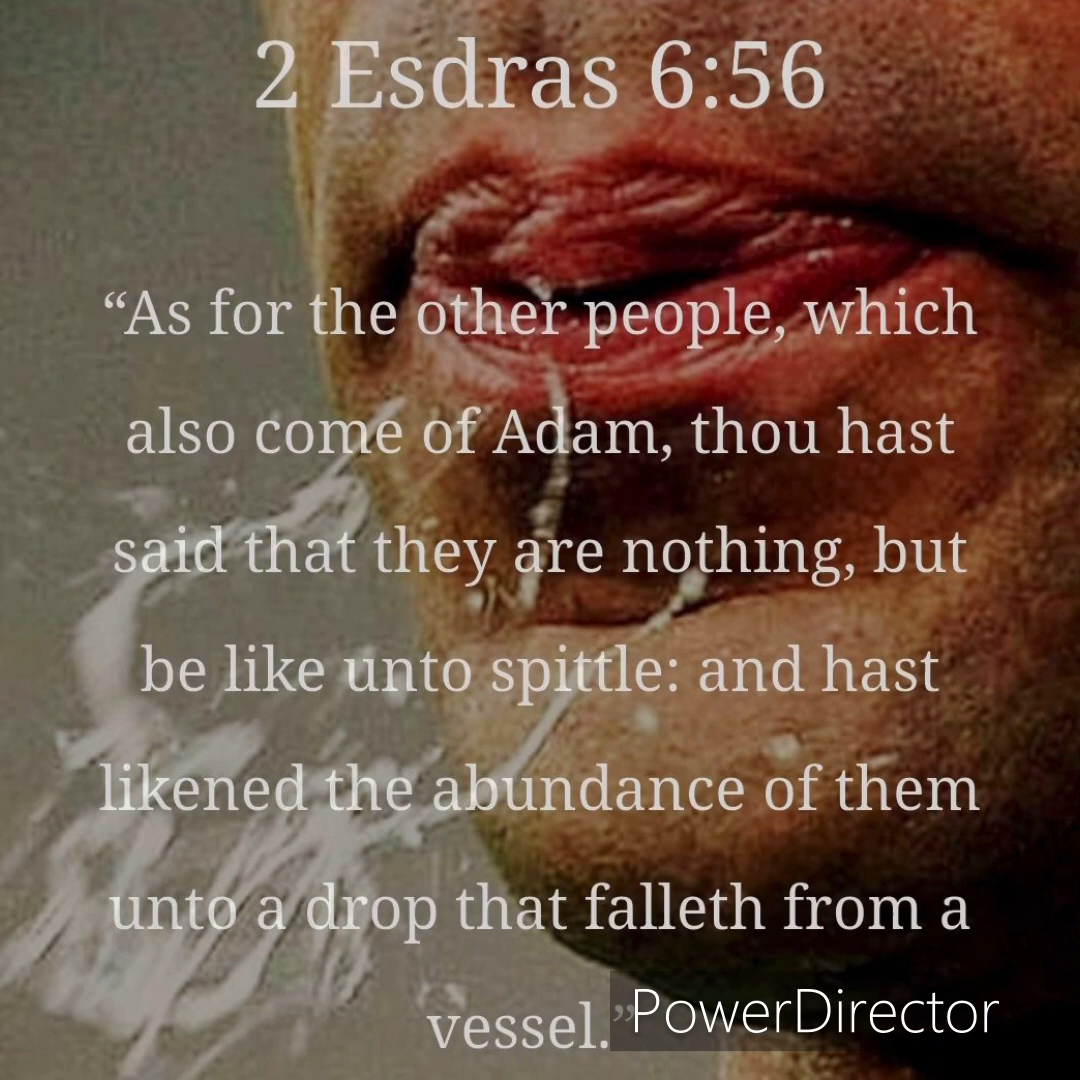 2 Esdras 6:56
“As for the other people, which
also come of Adam, thou hast
said that they are nothing, but
be like unto spittle: and hast
likened the abundance of them
unto a drop that falleth from a
vessel.”
PowerDirector